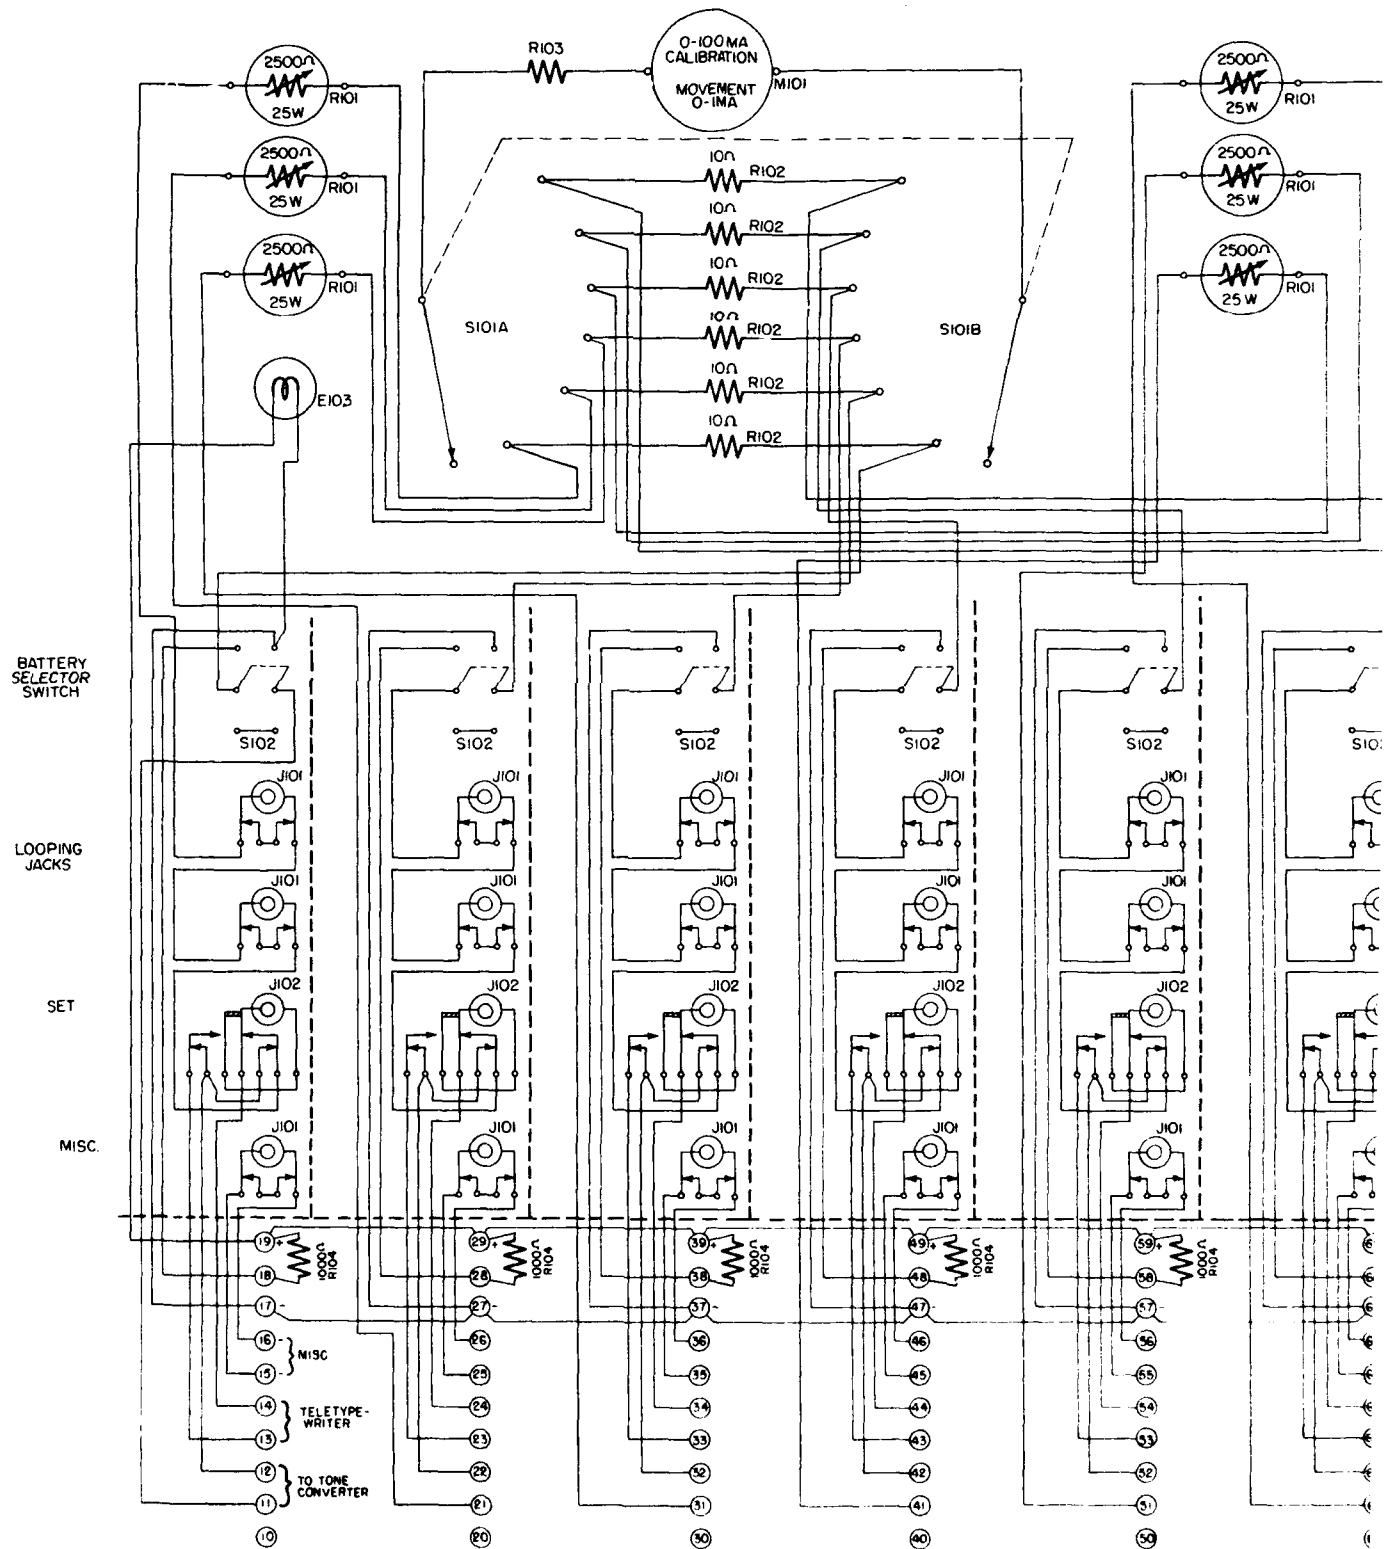 R103
0-100MA
CALIBRATION
MOVEMENT
0-1MA
M101
2500Ω
25W
R101
2500Ω
25W
R101
2500Ω
25W
R101
2500Ω
25W
R101
2500Ω
25W
R101
2500Ω
25W
R101
10Ω
R102
10Ω
R102
10Ω
R102
10Ω
R102
10Ω
R102
10Ω
R102
S101A
S101B
E103
BATTERY
SELECTOR
SWITCH
S102
S102
S102
S102
S102
J101
J101
J101
J101
J101
LOOPING
JACKS
J101
J101
J101
J101
J101
SET
J102
J102
J102
J102
J102
MISC.
J101
J101
J101
J101
J101
19 +
29 +
39 +
49 +
59 +
1000Ω
R104
1000Ω
R104
1000Ω
R104
1000Ω
R104
1000Ω
R104
18
28
38
48
58
17 -
27 -
37 -
47 -
57 -
16
26
36
46
56
MISC
15
25
35
45
55
14
24
34
44
54
TELETYPE-
WRITER
13
23
33
43
53
12
22
32
42
52
TO TONE
CONVERTER
11
21
31
41
51
10
20
30
40
50